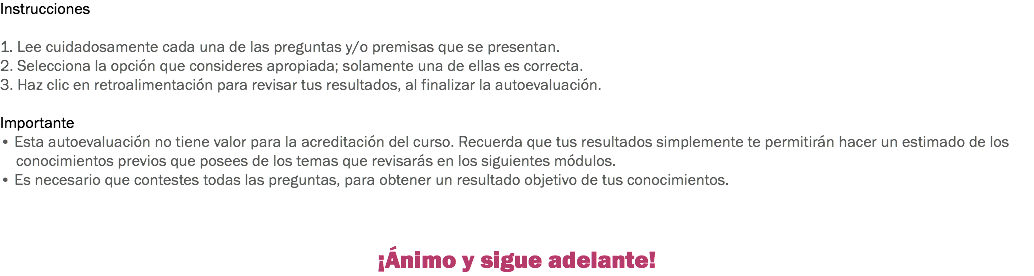 Instrucciones
1. Lee cuidadosamente cada una de las preguntas y/o premisas que se presentan.
2. Selecciona la opción que consideres apropiada; solamente una de ellas es correcta.
3. Haz clic en retroalimentación para revisar tus resultados, al finalizar la autoevaluación.
Importante
• Esta autoevaluación no tiene valor para la acreditación del curso. Recuerda que tus resultados simplemente te permitirán hacer un estimado de los
conocimientos previos que posees de los temas que revisarás en los siguientes módulos.
• Es necesario que contestes todas las preguntas, para obtener un resultado objetivo de tus conocimientos.
¡Ánimo y sigue adelante!